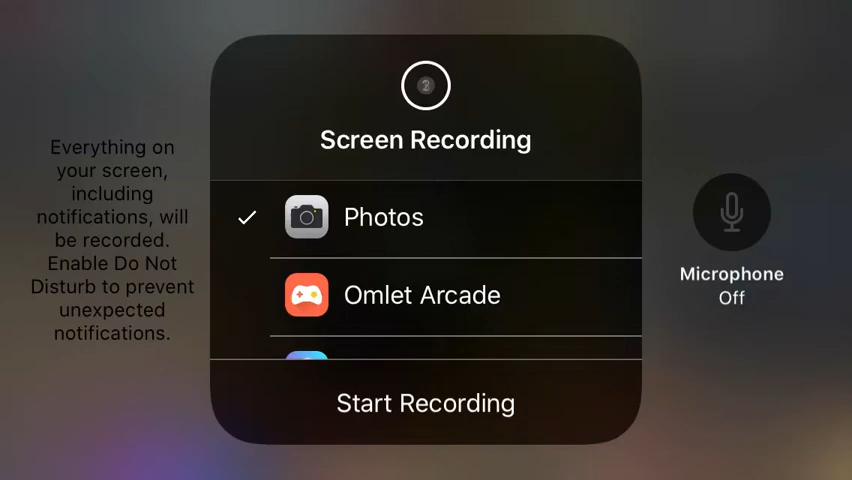 2
Screen Recording
Everything on
your screen,
including
notifications, will
be recorded.
Enable Do Not
Disturb to prevent
unexpected
notifications.
Photos
Omlet Arcade
Start Recording
Microphone
Off